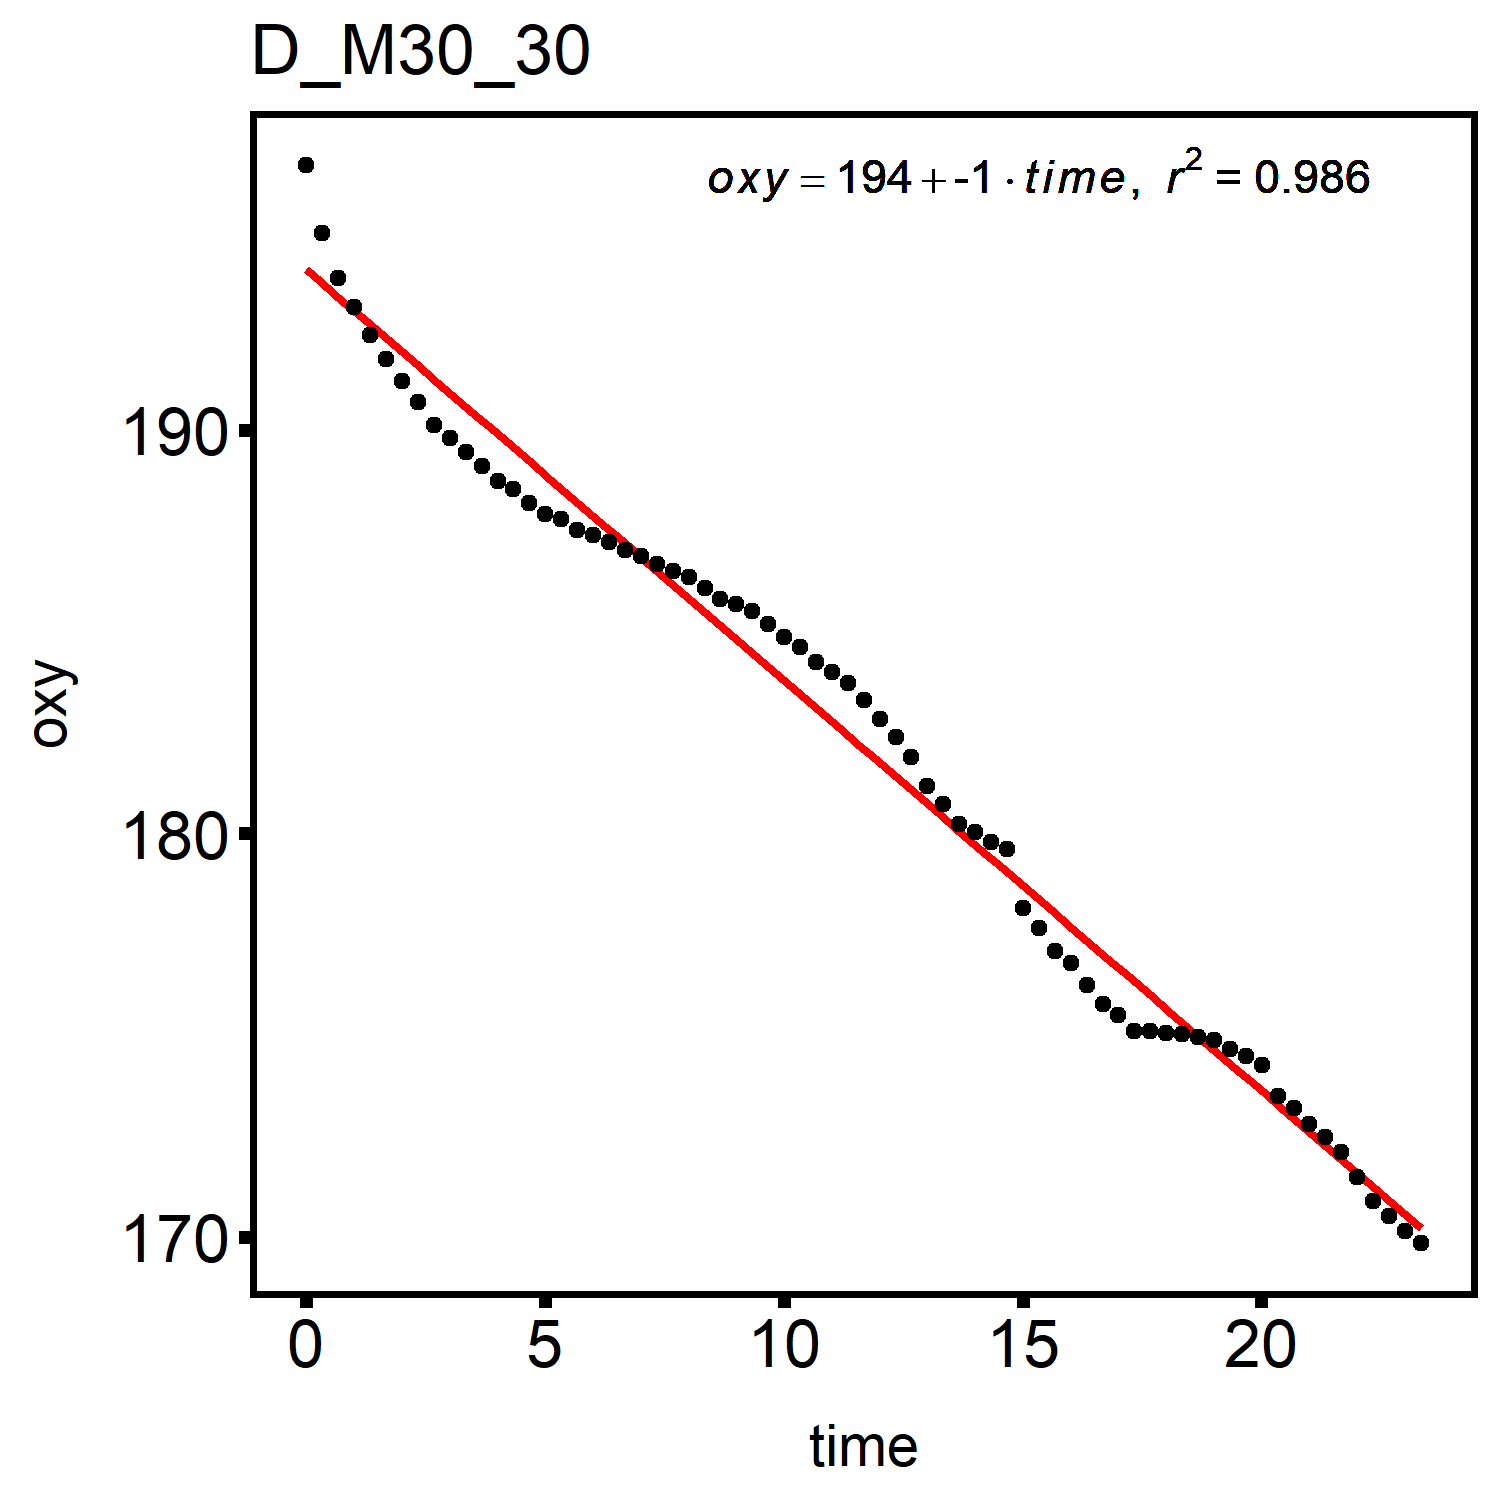 D_M30_30
oxy = 194 + -1 · time, r² = 0.986
190
180
170
oxy
0 5 10 15 20
time